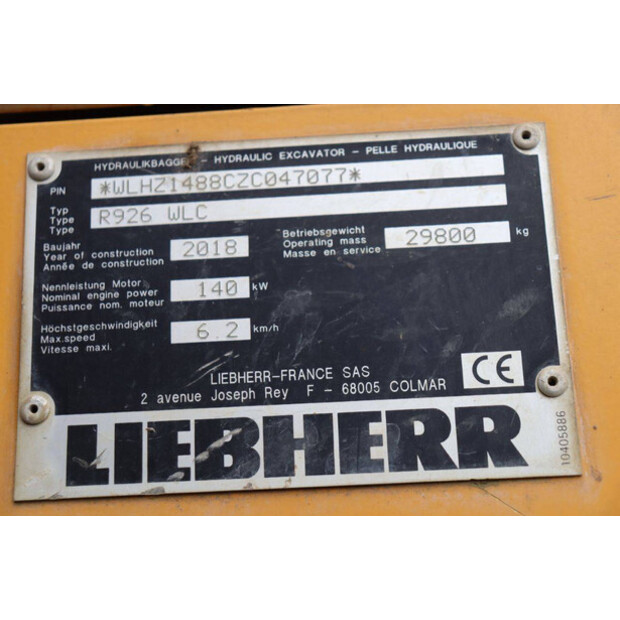 HYDRAULIKBAGGER - HYDRAULIC EXCAVATOR - PELLE HYDRAULIQUE
PIN *WLHZ1488CZC047077*
Typ
Type R926 WLC
Type
Baujahr
Year of construction 2018
Année de construction
Betriebsgewicht
Operating mass 29800 kg
Masse en service
Nennleistung Motor
Nominal engine power 140 kW
Puissance nom. moteur
Höchstgeschwindigkeit
Max.speed 6.2 km/h
Vitesse maxi.
LIEBHERR-FRANCE SAS
2 avenue Joseph Rey F - 68005 COLMAR
CE
LIEBHERR
10405886